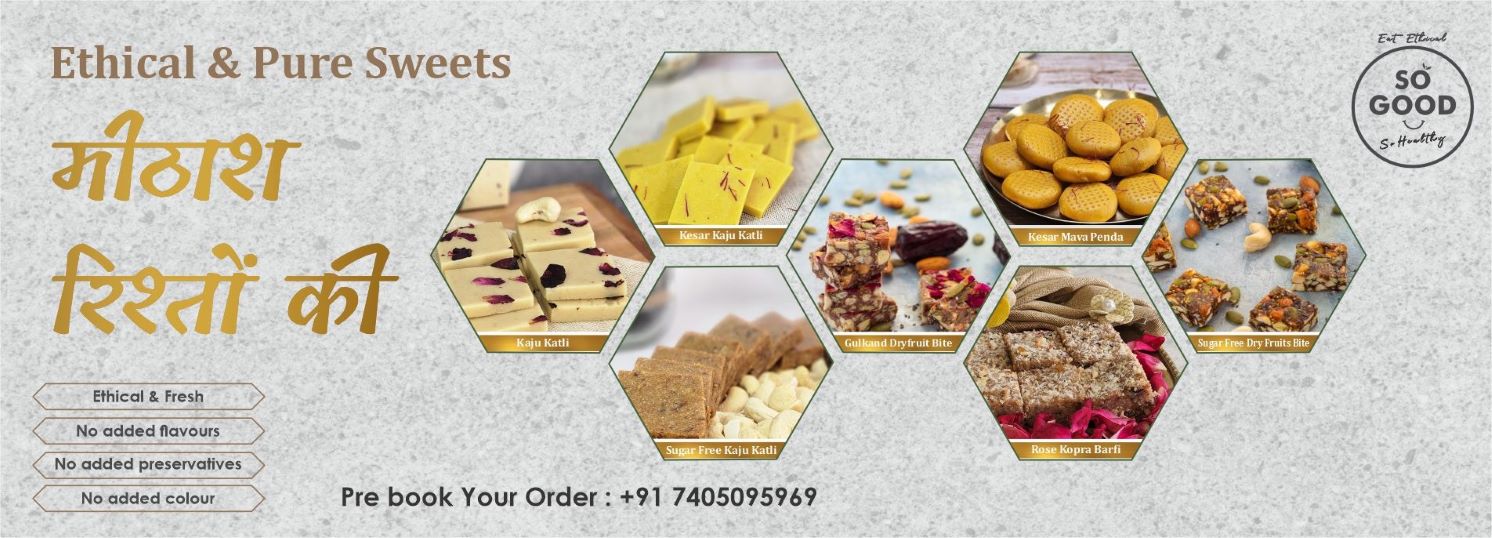 Ethical & Pure Sweets
मीठाश
रिश्तों की
Ethical & Fresh
No added flavours
No added preservatives
No added colour
Kaju Katli
Kesar Kaju Katli
Sugar Free Kaju Katli
Gulkand Dryfruit Bite
Kesar Mava Penda
Rose Kopra Barfi
Sugar Free Dry Fruits Bite
Eat Ethical
SO
GOOD
So Healthy
Pre book Your Order : +91 7405095969